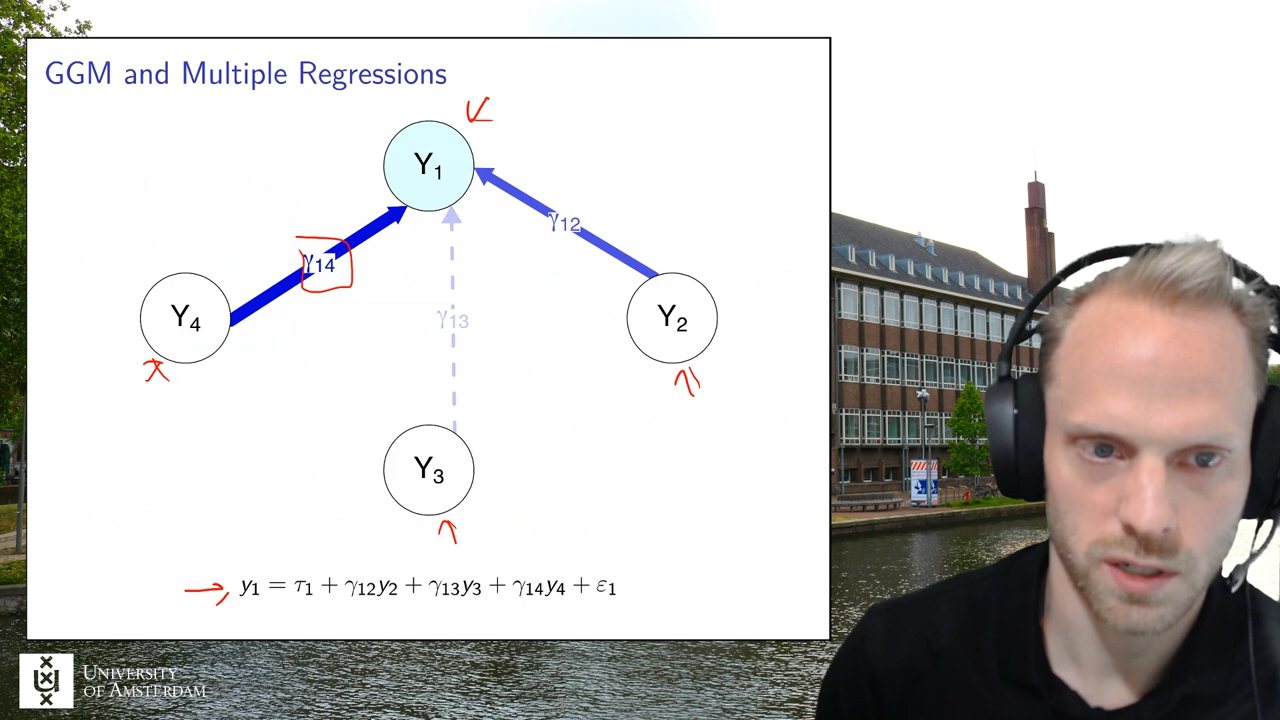 GGM and Multiple Regressions
Y₁
γ₁₂
γ₁₄
Y₄
γ₁₃
Y₂
Y₃
y₁ = τ₁ + γ₁₂y₂ + γ₁₃y₃ + γ₁₄y₄ + ε₁
UNIVERSITY
OF AMSTERDAM